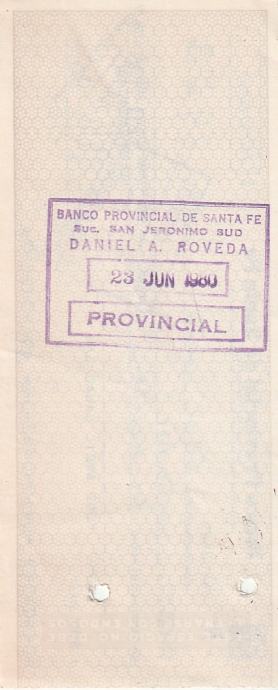 BANCO PROVINCIAL DE SANTA FE
SUC. SAN JERONIMO SUD
DANIEL A. ROVEDA
23 JUN 1980
PROVINCIAL